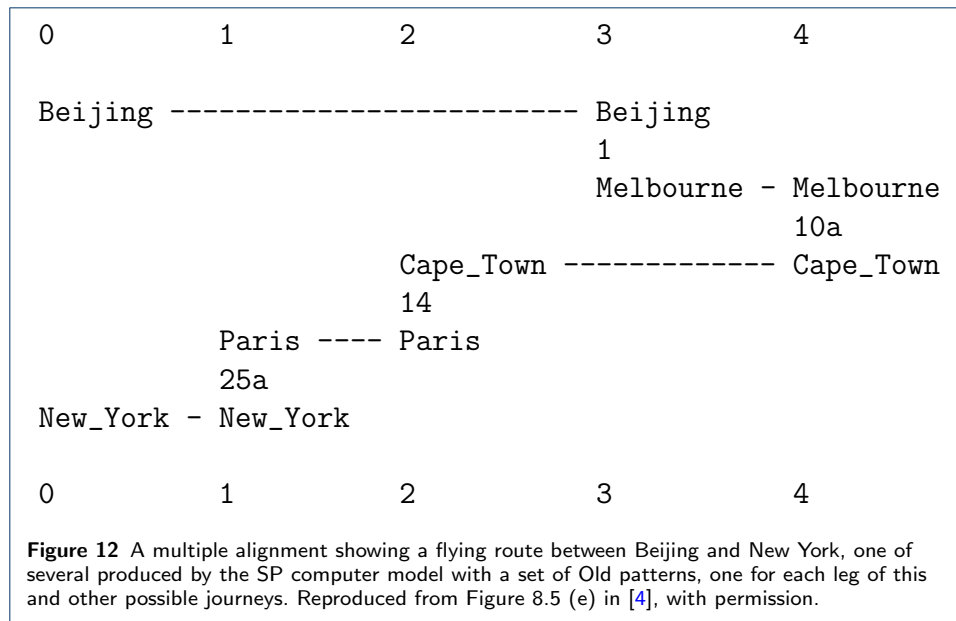 0 1 2 3 4
Beijing ------------------------- Beijing
1
Melbourne - Melbourne
10a
Cape_Town ------------- Cape_Town
14
Paris ---- Paris
25a
New_York - New_York
0 1 2 3 4
Figure 12 A multiple alignment showing a flying route between Beijing and New York, one of
several produced by the SP computer model with a set of Old patterns, one for each leg of this
and other possible journeys. Reproduced from Figure 8.5 (e) in [4], with permission.